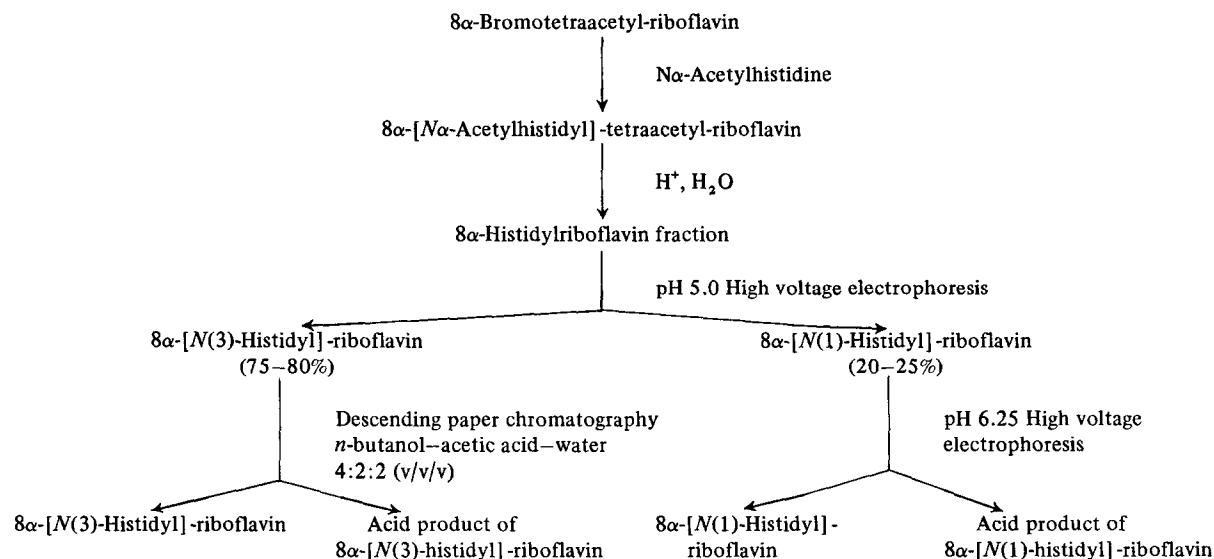 8α-Bromotetraacetyl-riboflavin
Nα-Acetylhistidine
8α-[Nα-Acetylhistidyl]-tetraacetyl-riboflavin
H⁺, H₂O
8α-Histidylriboflavin fraction
pH 5.0 High voltage electrophoresis
8α-[N(3)-Histidyl]-riboflavin
(75–80%)
8α-[N(1)-Histidyl]-riboflavin
(20–25%)
Descending paper chromatography
n-butanol–acetic acid–water
4:2:2 (v/v/v)
pH 6.25 High voltage
electrophoresis
8α-[N(3)-Histidyl]-riboflavin
Acid product of
8α-[N(3)-histidyl]-riboflavin
8α-[N(1)-Histidyl]-
riboflavin
Acid product of
8α-[N(1)-histidyl]-riboflavin